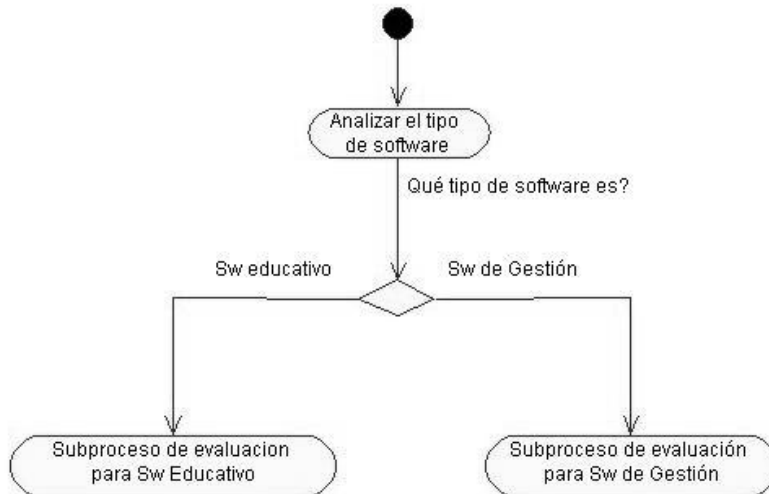 Analizar el tipo
de software
Qué tipo de software es?
Sw educativo
Sw de Gestión
Subproceso de evaluacion
para Sw Educativo
Subproceso de evaluación
para Sw de Gestión